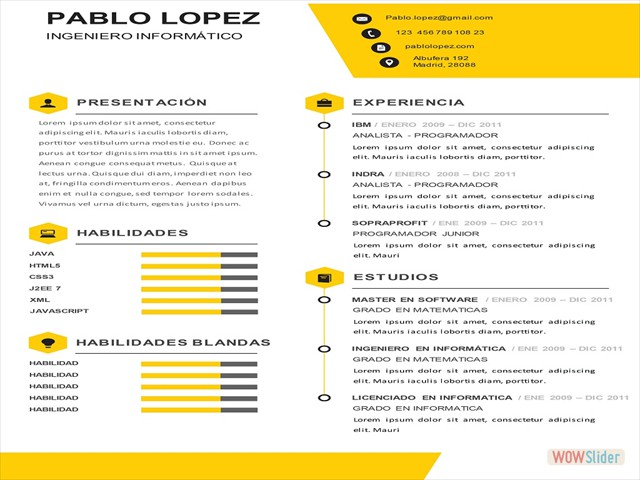 PABLO LOPEZ
INGENIERO INFORMÁTICO
Pablo.lopez@gmail.com
123 456 789 108 23
pablolopez.com
Albufera 192
Madrid, 28088
PRESENTACIÓN
Lorem ipsum dolor sit amet, consectetur
adipiscing elit. Mauris iaculis lobortis diam,
porttitor vestibulum urna molestie eu. Donec ac
purus at tortor dignissim mattis in sit amet ipsum.
Aenean congue consequat metus. Quisque at
lectus urna. Quisque dui diam, imperdiet non leo
at, fringilla condimentum eros. Aenean dapibus
enim et nulla congue, sed tempor lorem sodales.
Vivamus vel urna dictum, egestas justo ipsum.
HABILIDADES
JAVA
HTML5
CSS3
J2EE 7
XML
JAVASCRIPT
HABILIDADES BLANDAS
HABILIDAD
HABILIDAD
HABILIDAD
HABILIDAD
HABILIDAD
EXPERIENCIA
IBM / ENERO 2009 – DIC 2011
ANALISTA - PROGRAMADOR
Lorem ipsum dolor sit amet, consectetur adipiscing
elit. Mauris iaculis lobortis diam, porttitor.
INDRA / ENERO 2008 – DIC 2011
ANALISTA - PROGRAMADOR
Lorem ipsum dolor sit amet, consectetur adipiscing
elit. Mauris iaculis lobortis diam, porttitor.
SOPRAPROFIT / ENE 2009 – DIC 2011
PROGRAMADOR JUNIOR
Lorem ipsum dolor sit amet, consectetur adipiscing
elit. Mauri
ESTUDIOS
MASTER EN SOFTWARE / ENERO 2009 – DIC 2011
GRADO EN MATEMATICAS
Lorem ipsum dolor sit amet, consectetur adipiscing
elit. Mauris iaculis lobortis diam, porttitor.
INGENIERO EN INFORMÁTICA / ENE 2009 – DIC 2011
GRADO EN MATEMATICAS
Lorem ipsum dolor sit amet, consectetur adipiscing
elit. Mauris iaculis lobortis diam, porttitor.
LICENCIADO EN INFORMATICA / ENE 2009 – DIC 2011
GRADO EN INFORMATICA
Lorem ipsum dolor sit amet, consectetur adipiscing
elit. Mauri
WOWSlider